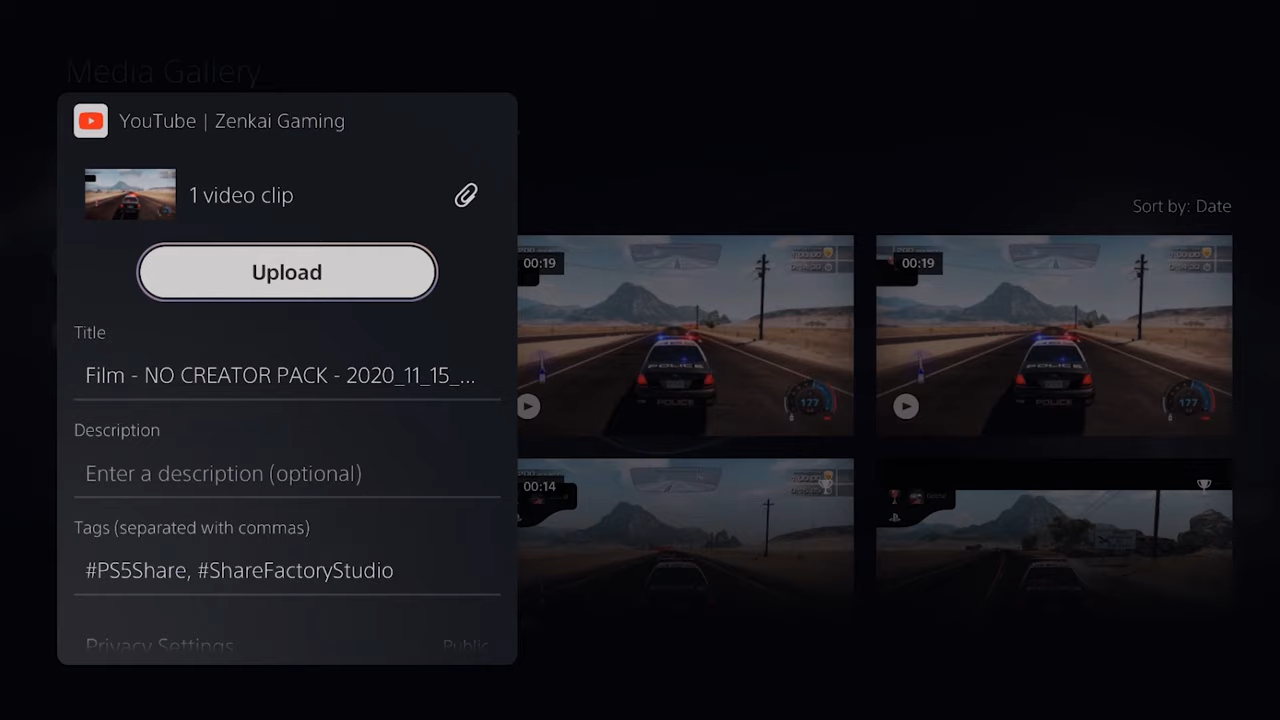 Media Gallery
YouTube | Zenkai Gaming
1 video clip
Upload
Title
Film - NO CREATOR PACK - 2020_11_15_...
Description
Enter a description (optional)
Tags (separated with commas)
#PS5Share, #ShareFactoryStudio
Privacy Settings
Public
Sort by: Date
00:19
POLICE
POLICE
177
00:19
POLICE
POLICE
177
00:14